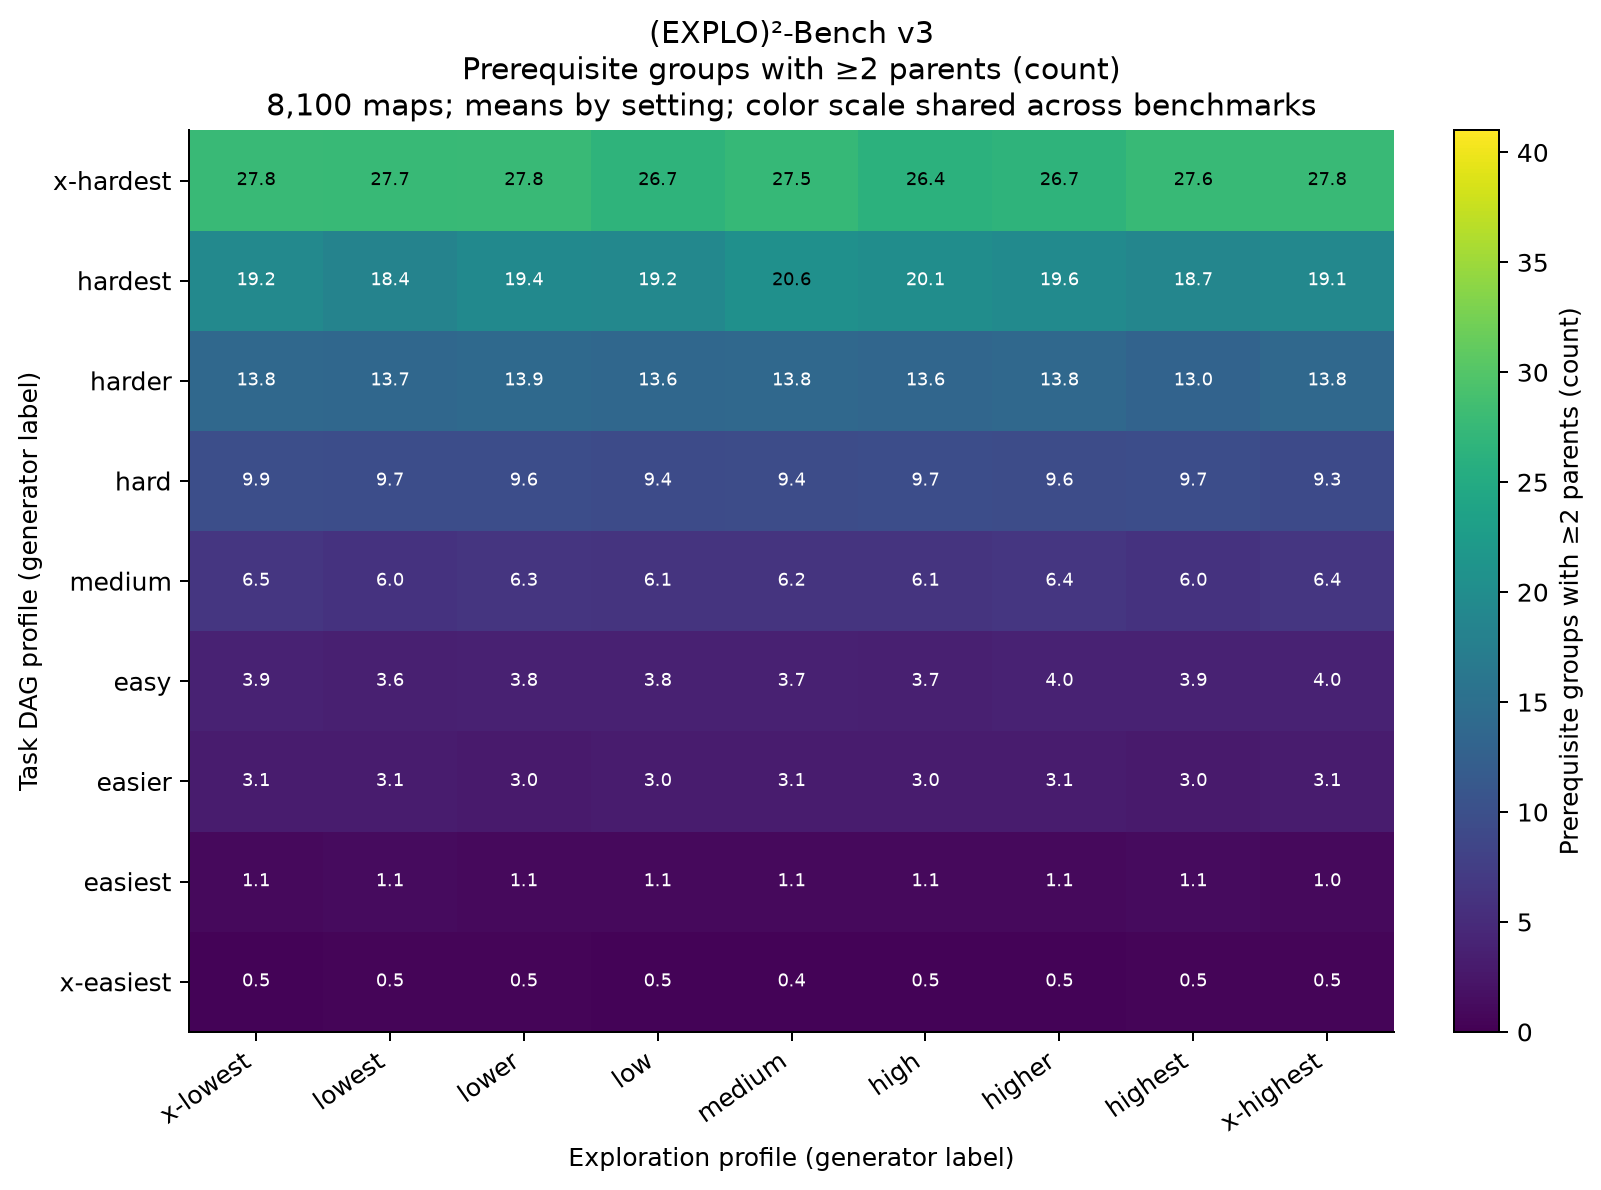 (EXPLO)²-Bench v3
Prerequisite groups with ≥2 parents (count)
8,100 maps; means by setting; color scale shared across benchmarks
x-hardest 27.8 27.7 27.8 26.7 27.5 26.4 26.7 27.6 27.8
hardest 19.2 18.4 19.4 19.2 20.6 20.1 19.6 18.7 19.1
harder 13.8 13.7 13.9 13.6 13.8 13.6 13.8 13.0 13.8
hard 9.9 9.7 9.6 9.4 9.4 9.7 9.6 9.7 9.3
medium 6.5 6.0 6.3 6.1 6.2 6.1 6.4 6.0 6.4
easy 3.9 3.6 3.8 3.8 3.7 3.7 4.0 3.9 4.0
easier 3.1 3.1 3.0 3.0 3.1 3.0 3.1 3.0 3.1
easiest 1.1 1.1 1.1 1.1 1.1 1.1 1.1 1.1 1.0
x-easiest 0.5 0.5 0.5 0.5 0.4 0.5 0.5 0.5 0.5
x-lowest lowest lower low medium high higher highest x-highest
Exploration profile (generator label)
Task DAG profile (generator label)
40
35
30
25
20
15
10
5
0
Prerequisite groups with ≥2 parents (count)